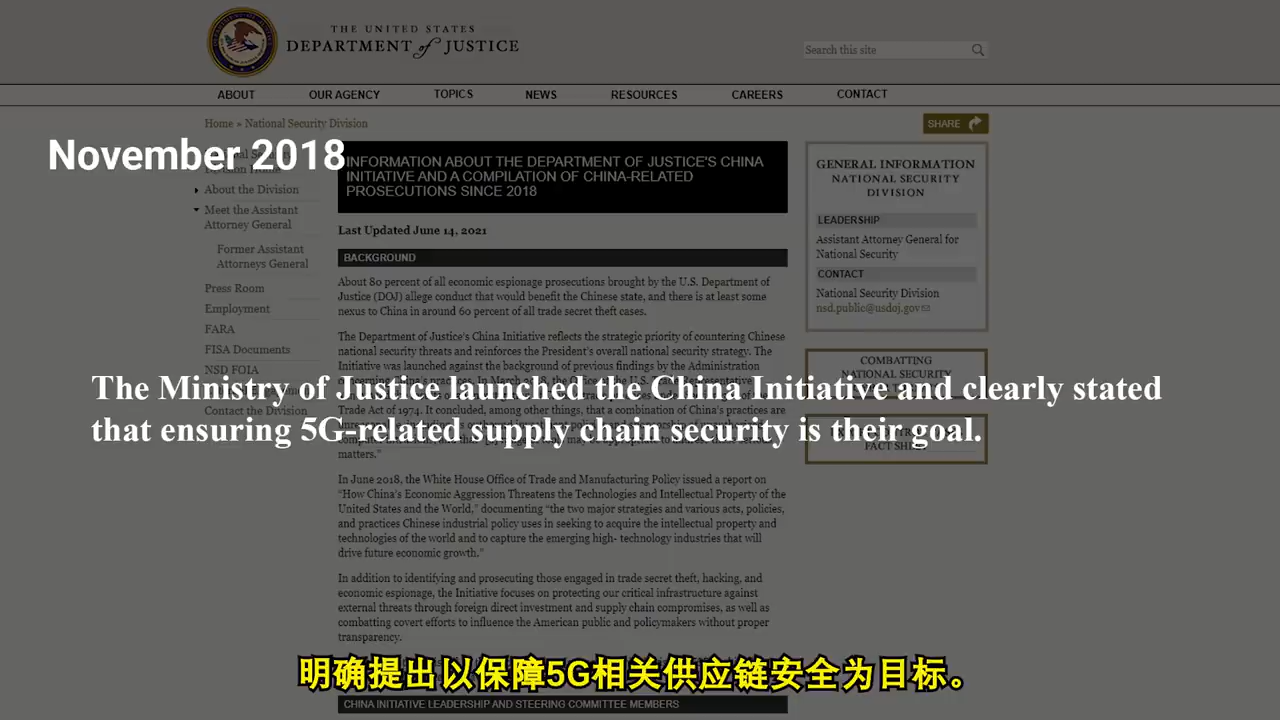 THE UNITED STATES
DEPARTMENT of JUSTICE
Search this site
ABOUT
OUR AGENCY
TOPICS
NEWS
RESOURCES
CAREERS
CONTACT
Home » National Security Division
SHARE
November 2018
About the Division
Meet the Assistant
Attorney General
Former Assistant
Attorneys General
Press Room
Employment
FARA
FISA Documents
NSD FOIA
Contact the Division
INFORMATION ABOUT THE DEPARTMENT OF JUSTICE'S CHINA
INITIATIVE AND A COMPILATION OF CHINA-RELATED
PROSECUTIONS SINCE 2018
Last Updated June 14, 2021
BACKGROUND
About 80 percent of all economic espionage prosecutions brought by the U.S. Department of
Justice (DOJ) allege conduct that would benefit the Chinese state, and there is at least some
nexus to China in around 60 percent of all trade secret theft cases.
The Department of Justice's China Initiative reflects the strategic priority of countering Chinese
national security threats and reinforces the President's overall national security strategy. The
Initiative was launched against the background of previous findings by the Administration
The Ministry of Justice launched the China Initiative and clearly stated
that ensuring 5G-related supply chain security is their goal.
Trade Act of 1974. It concluded, among other things, that a combination of China's practices are
matters."
In June 2018, the White House Office of Trade and Manufacturing Policy issued a report on
“How China's Economic Aggression Threatens the Technologies and Intellectual Property of the
United States and the World,” documenting “the two major strategies and various acts, policies,
and practices Chinese industrial policy uses in seeking to acquire the intellectual property and
technologies of the world and to capture the emerging high- technology industries that will
drive future economic growth.”
In addition to identifying and prosecuting those engaged in trade secret theft, hacking, and
economic espionage, the Initiative focuses on protecting our critical infrastructure against
external threats through foreign direct investment and supply chain compromises, as well as
combatting covert efforts to influence the American public and policymakers without proper
transparency.
明确提出以保障5G相关供应链安全为目标。
CHINA INITIATIVE LEADERSHIP AND STEERING COMMITTEE MEMBERS
GENERAL INFORMATION
NATIONAL SECURITY
DIVISION
LEADERSHIP
Assistant Attorney General for
National Security
CONTACT
National Security Division
nsd.public@usdoj.gov
COMBATTING
NATIONAL SECURITY
FACT SHEET